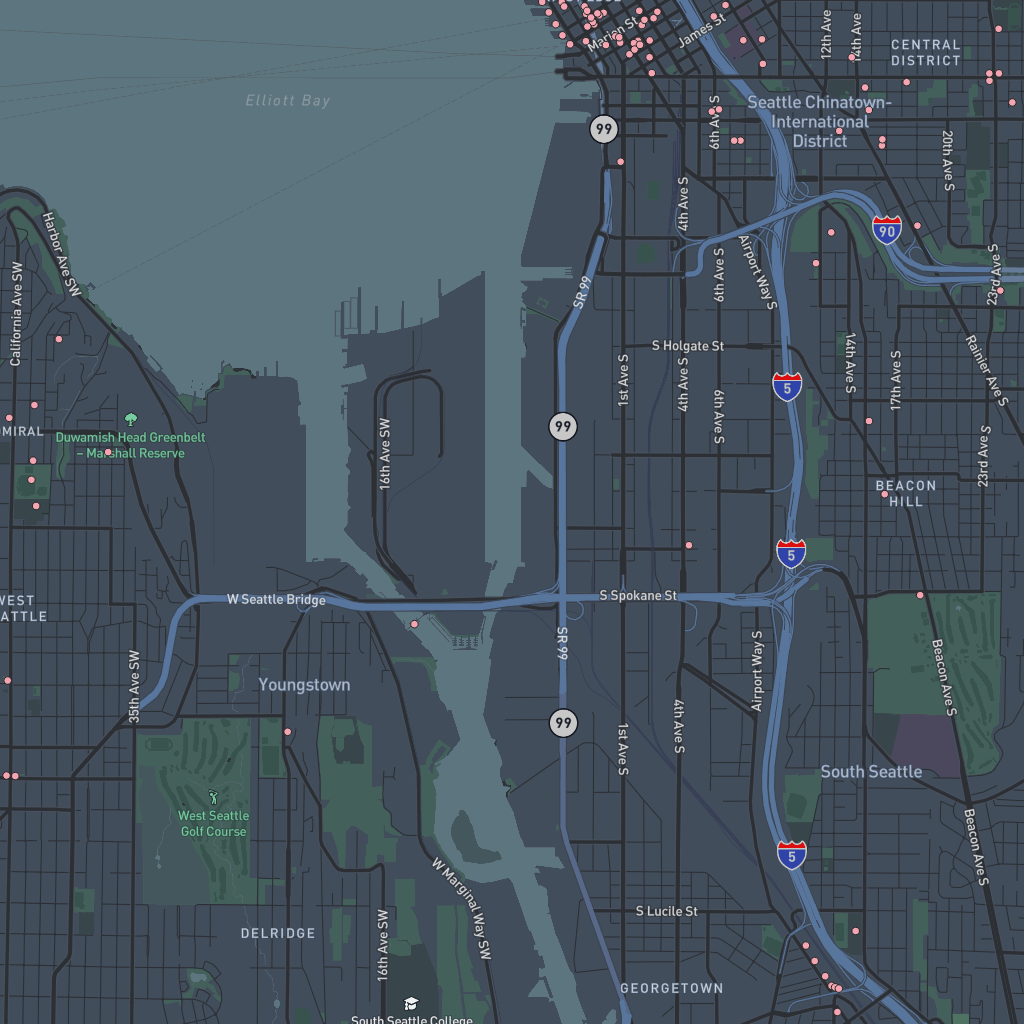 Marion St
James St
12th Ave
14th Ave
CENTRAL
DISTRICT
Elliott Bay
Seattle Chinatown-
International
District
99
6th Ave S
20th Ave S
4th Ave S
Harbor Ave SW
90
Airport Way S
6th Ave S
23rd Ave S
California Ave SW
SR 99
S Holgate St
14th Ave S
Rainier Ave S
1st Ave S
4th Ave S
17th Ave S
5
6th Ave S
Duwamish Head Greenbelt
– Marshall Reserve
99
16th Ave SW
23rd Ave S
BEACON
HILL
5
W Seattle Bridge
S Spokane St
SR 99
Beacon Ave S
Airport Way S
35th Ave SW
Youngstown
99
1st Ave S
4th Ave S
South Seattle
West Seattle
Golf Course
Beacon Ave S
5
W Marginal Way SW
S Lucile St
DELRIDGE
16th Ave SW
GEORGETOWN
South Seattle College